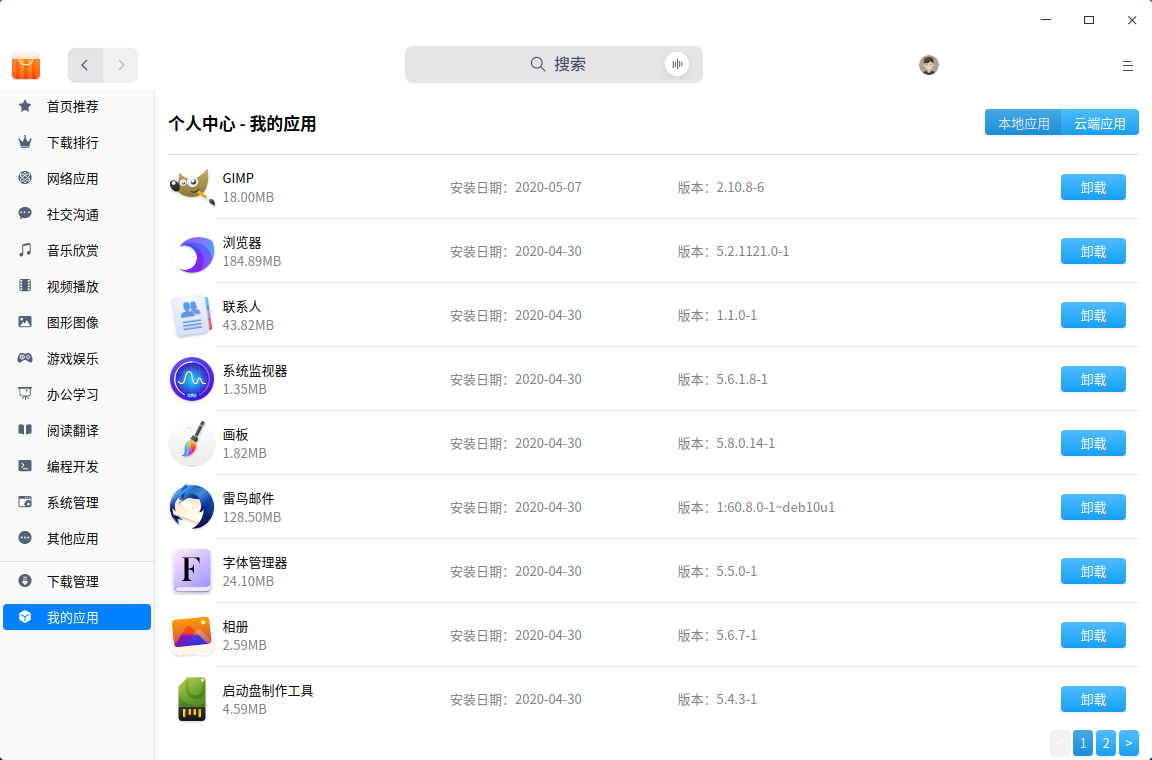 搜索
首页推荐
下载排行
网络应用
社交沟通
音乐欣赏
视频播放
图形图像
游戏娱乐
办公学习
阅读翻译
编程开发
系统管理
其他应用
下载管理
我的应用
个人中心 - 我的应用
本地应用 云端应用
GIMP
18.00MB
安装日期：2020-05-07 版本：2.10.8-6 卸载
浏览器
184.89MB
安装日期：2020-04-30 版本：5.2.1121.0-1 卸载
联系人
43.82MB
安装日期：2020-04-30 版本：1.1.0-1 卸载
系统监视器
1.35MB
安装日期：2020-04-30 版本：5.6.1.8-1 卸载
画板
1.82MB
安装日期：2020-04-30 版本：5.8.0.14-1 卸载
雷鸟邮件
128.50MB
安装日期：2020-04-30 版本：1:60.8.0-1~deb10u1 卸载
F
字体管理器
24.10MB
安装日期：2020-04-30 版本：5.5.0-1 卸载
相册
2.59MB
安装日期：2020-04-30 版本：5.6.7-1 卸载
启动盘制作工具
4.59MB
安装日期：2020-04-30 版本：5.4.3-1 卸载
< 1 2 >